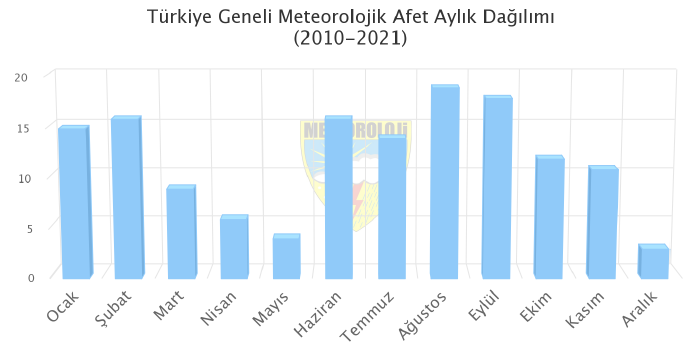 Türkiye Geneli Meteorolojik Afet Aylık Dağılımı
(2010-2021)
20
15
10
5
0
METEOROLOJİ
Ocak
Şubat
Mart
Nisan
Mayıs
Haziran
Temmuz
Ağustos
Eylül
Ekim
Kasım
Aralık